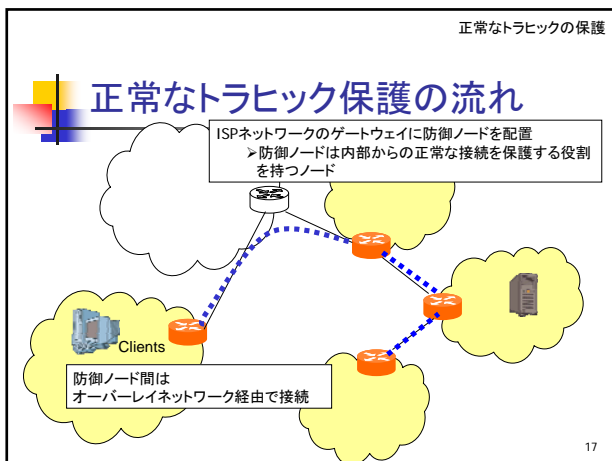 正常なトラヒックの保護
正常なトラヒック保護の流れ
ISPネットワークのゲートウェイに防御ノードを配置
➢防御ノードは内部からの正常な接続を保護する役割
を持つノード
Clients
防御ノード間は
オーバーレイネットワーク経由で接続
17